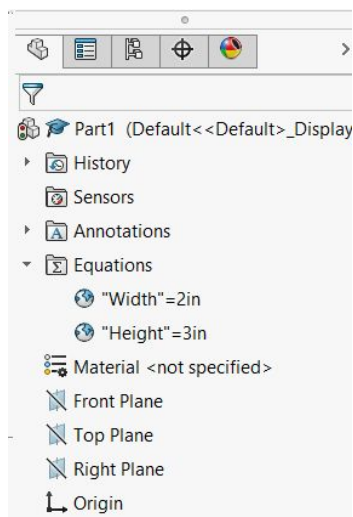 Part1 (Default<<Default>_Display
History
Sensors
Annotations
Equations
"Width"=2in
"Height"=3in
Material <not specified>
Front Plane
Top Plane
Right Plane
Origin